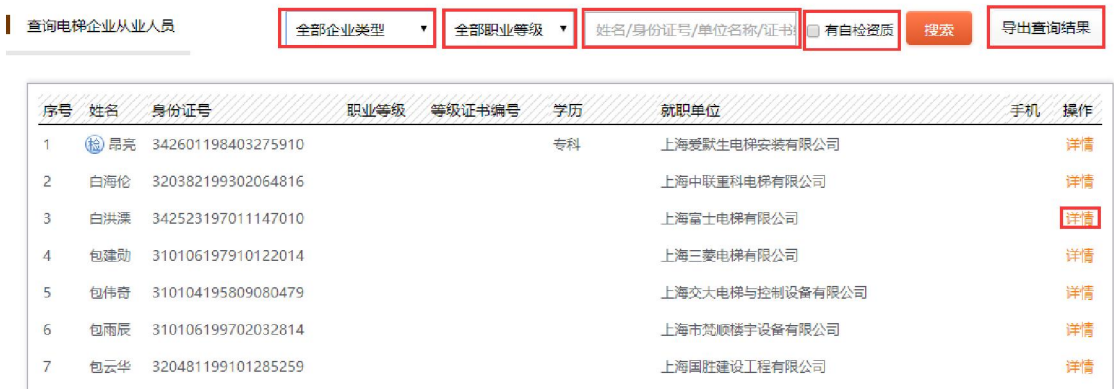 查询电梯企业从业人员 全部企业类型 全部职业等级 姓名/身份证号/单位名称/证书 有自检资质 搜索 导出查询结果
序号 姓名 身份证号 职业等级 等级证书编号 学历 就职单位 手机 操作
1 检 昂亮 342601198403275910 专科 上海爱默生电梯安装有限公司 详情
2 白海伦 320382199302064816 上海中联重科电梯有限公司 详情
3 白洪溧 342523197011147010 上海富士电梯有限公司 详情
4 包建勋 310106197910122014 上海三菱电梯有限公司 详情
5 包伟奇 310104195809080479 上海交大电梯与控制设备有限公司 详情
6 包雨辰 310106199702032814 上海市梵顺楼宇设备有限公司 详情
7 包云华 320481199101285259 上海国胜建设工程有限公司 详情